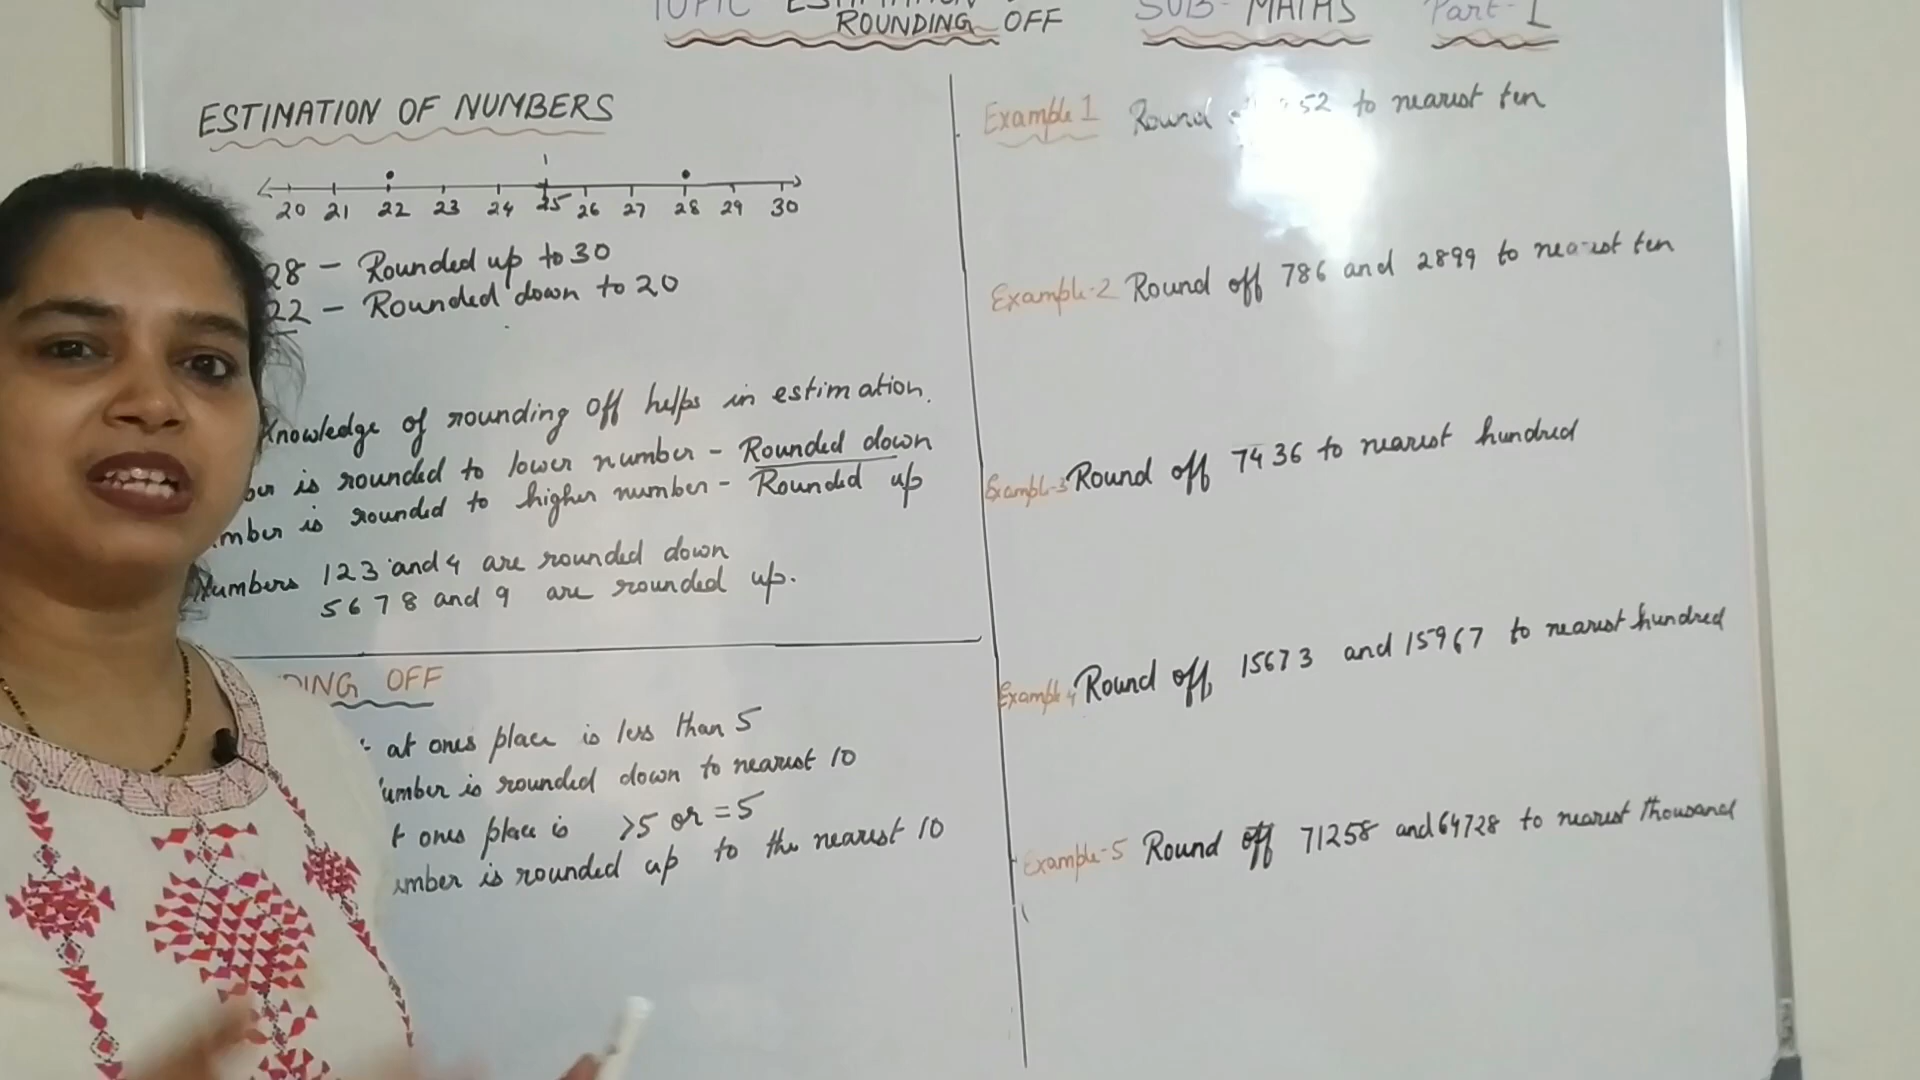 TOPIC ESTIMATION
ROUNDING OFF
SUB- MATHS
Part-1
ESTIMATION OF NUMBERS
20 21 22 23 24 25 26 27 28 29 30
28 - Rounded up to 30
22 - Rounded down to 20
Knowledge of rounding off helps in estimation.
is rounded to lower number - Rounded down
is rounded to higher number - Rounded up
Numbers 1 2 3 and 4 are rounded down
5 6 7 8 and 9 are rounded up.
OFF
at ones place is less than 5
is rounded down to nearest 10
ones place is >5 or =5
is rounded up to the nearest 10
Example 1 Round 52 to nearest ten
Example-2 Round off 786 and 2899 to nearest ten
Example-3 Round off 7436 to nearest hundred
Example 4 Round off, 15673 and 15967 to nearest hundred
Example-5 Round off 71258 and 64728 to nearest thousand